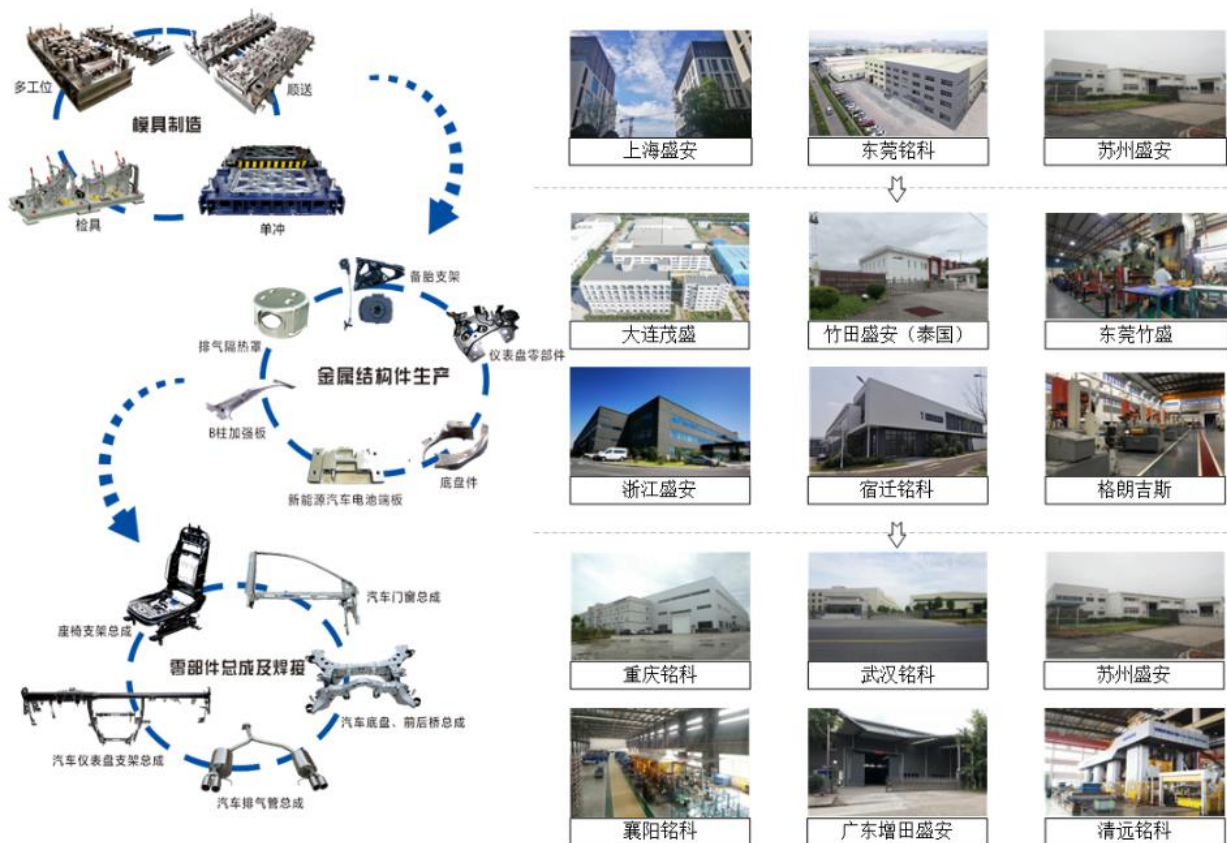 多工位
顺送
模具制造
检具
单冲
备胎支架
排气隔热罩
仪表盘零部件
金属结构件生产
B柱加强板
底盘件
新能源汽车电池端板
汽车门窗总成
座椅支架总成
零部件总成及焊接
汽车底盘、前后桥总成
汽车仪表盘支架总成
汽车排气管总成
上海盛安
东莞铭科
苏州盛安
大连茂盛
竹田盛安（泰国）
东莞竹盛
浙江盛安
宿迁铭科
格朗吉斯
重庆铭科
武汉铭科
苏州盛安
襄阳铭科
广东增田盛安
清远铭科